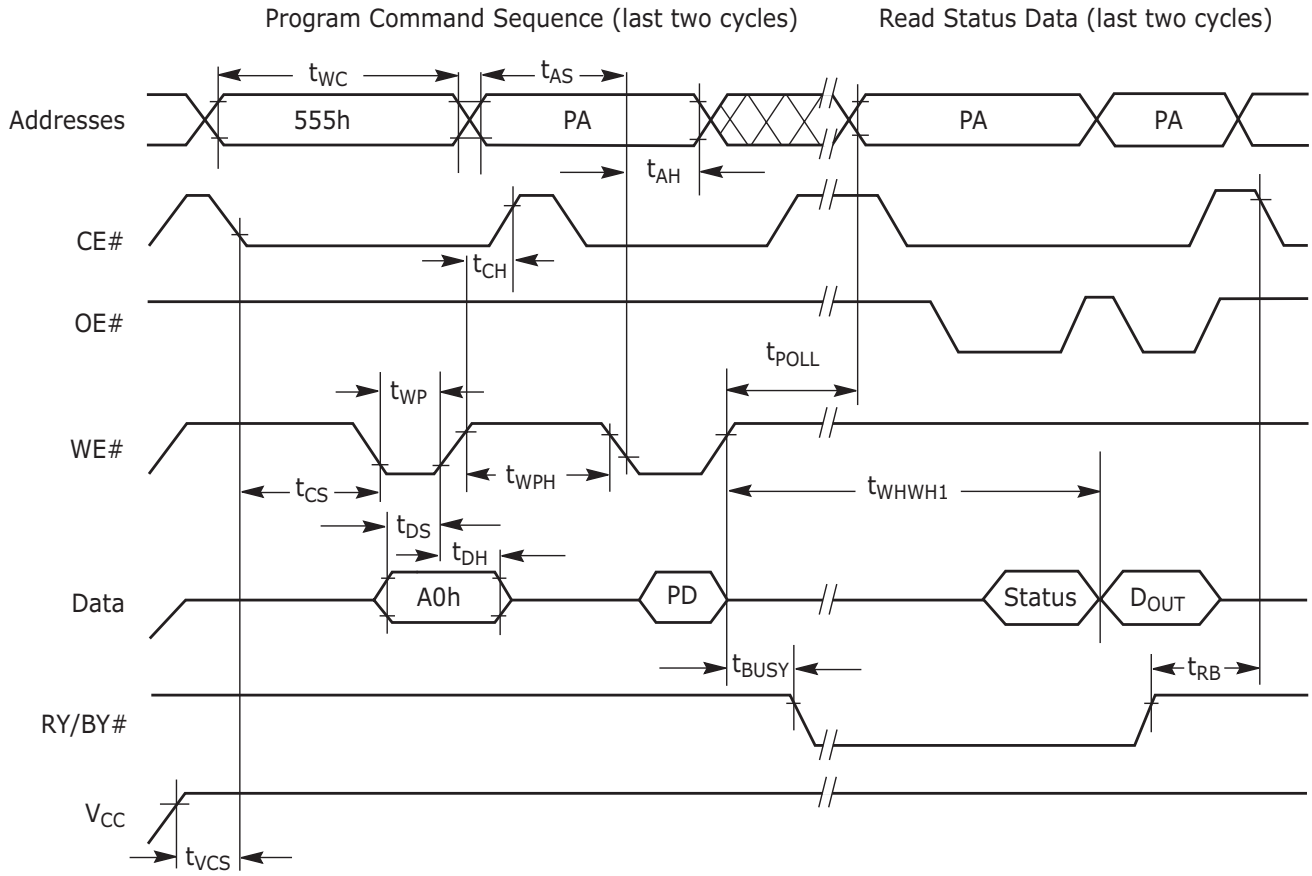 Program Command Sequence (last two cycles) Read Status Data (last two cycles)
tWC tAS
Addresses 555h PA PA PA
tAH
CE#
tCH
OE#
tPOLL
tWP
WE#
tCS tWPH tWHWH1
tDS
tDH
Data A0h PD Status DOUT
tBUSY tRB
RY/BY#
VCC
tVCS